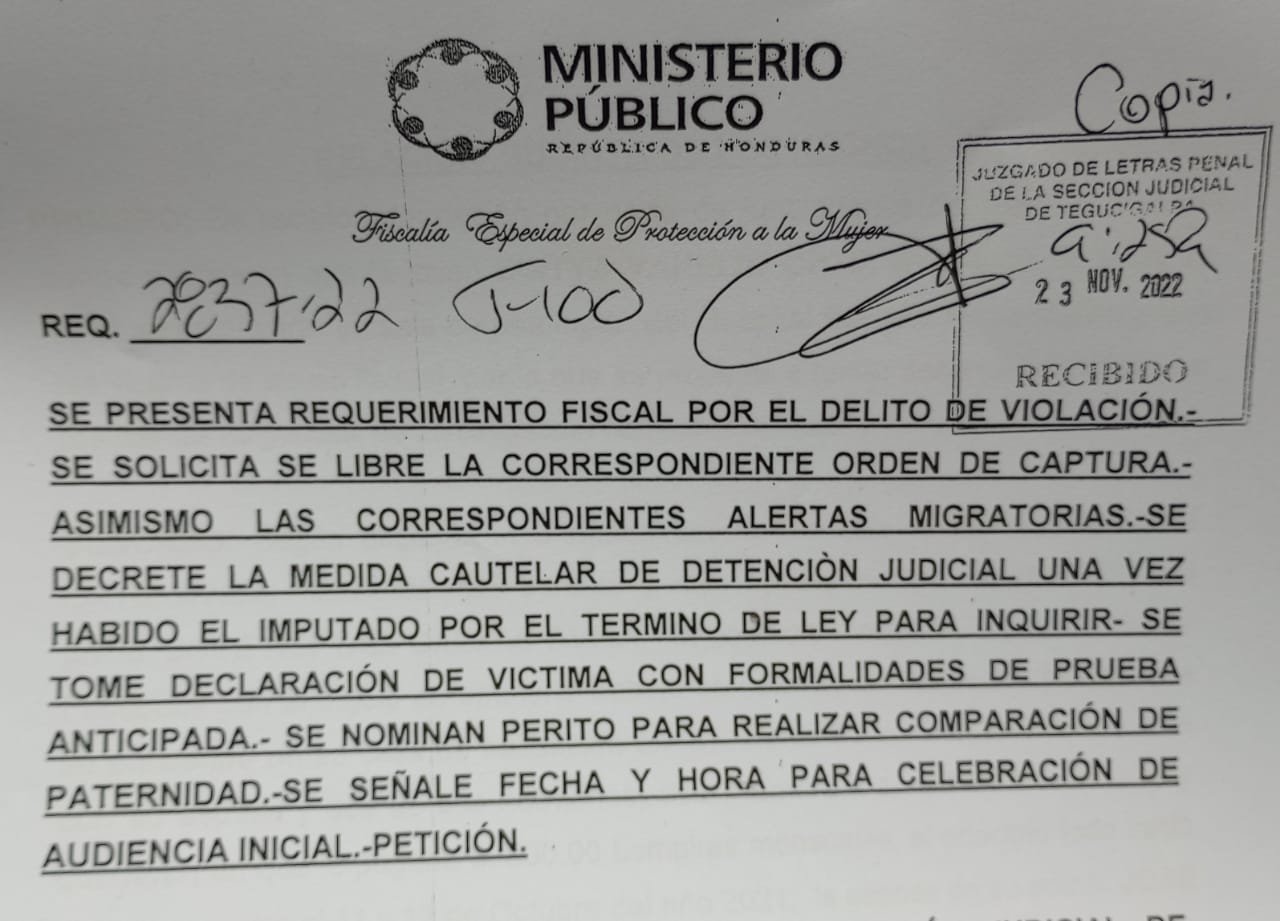 MINISTERIO
PÚBLICO
REPÚBLICA DE HONDURAS
Copia.
JUZGADO DE LETRAS PENAL
DE LA SECCION JUDICIAL
DE TEGUCIGALPA
23 NOV. 2022
RECIBIDO
Fiscalía Especial de Protección a la Mujer
REQ. 2837-22 J-100
SE PRESENTA REQUERIMIENTO FISCAL POR EL DELITO DE VIOLACIÓN.-
SE SOLICITA SE LIBRE LA CORRESPONDIENTE ORDEN DE CAPTURA.-
ASIMISMO LAS CORRESPONDIENTES ALERTAS MIGRATORIAS.-SE
DECRETE LA MEDIDA CAUTELAR DE DETENCIÒN JUDICIAL UNA VEZ
HABIDO EL IMPUTADO POR EL TERMINO DE LEY PARA INQUIRIR- SE
TOME DECLARACIÓN DE VICTIMA CON FORMALIDADES DE PRUEBA
ANTICIPADA.- SE NOMINAN PERITO PARA REALIZAR COMPARACIÓN DE
PATERNIDAD.-SE SEÑALE FECHA Y HORA PARA CELEBRACIÓN DE
AUDIENCIA INICIAL.-PETICIÓN.